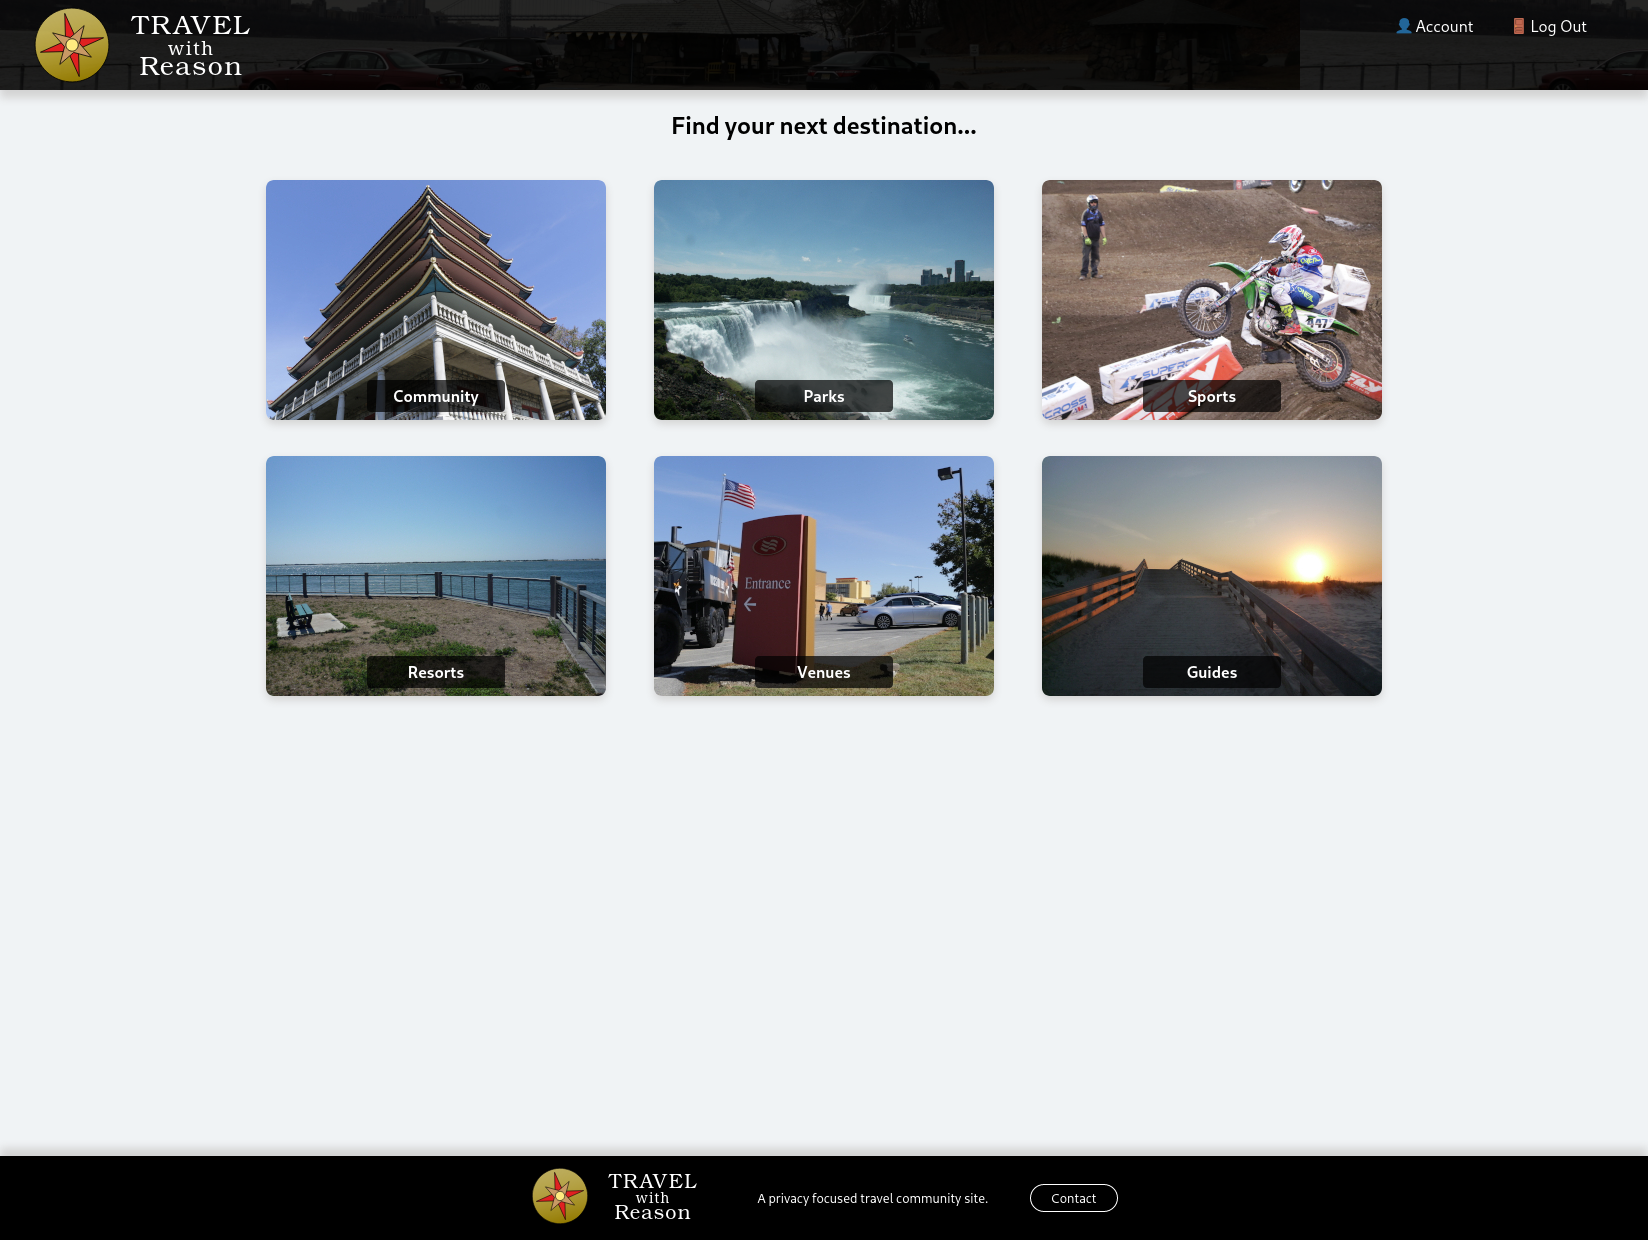 TRAVEL
with
Reason
Account
Log Out
Find your next destination...
Community
Parks
Sports
447
Resorts
Entrance
Venues
Guides
TRAVEL
with
Reason
A privacy focused travel community site.
Contact